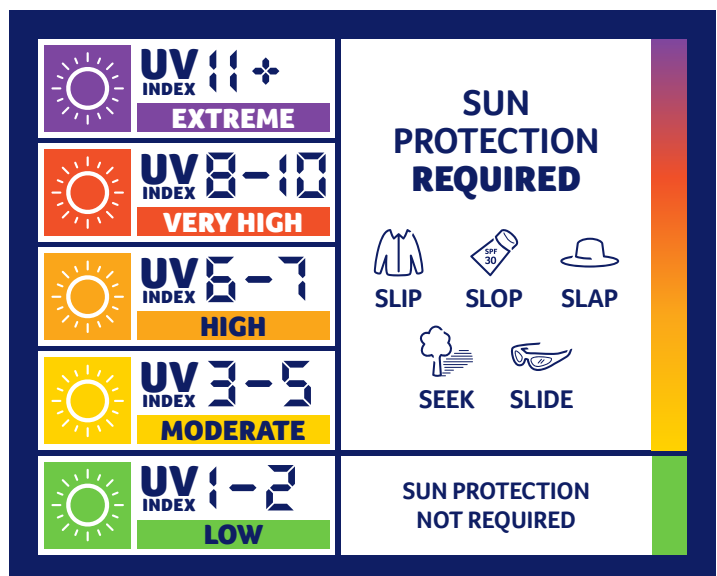 UV INDEX 11+
EXTREME
UV INDEX 8-10
VERY HIGH
UV INDEX 6-7
HIGH
UV INDEX 3-5
MODERATE
UV INDEX 1-2
LOW
SUN
PROTECTION
REQUIRED
SPF
30
SLIP SLOP SLAP
SEEK SLIDE
SUN PROTECTION
NOT REQUIRED